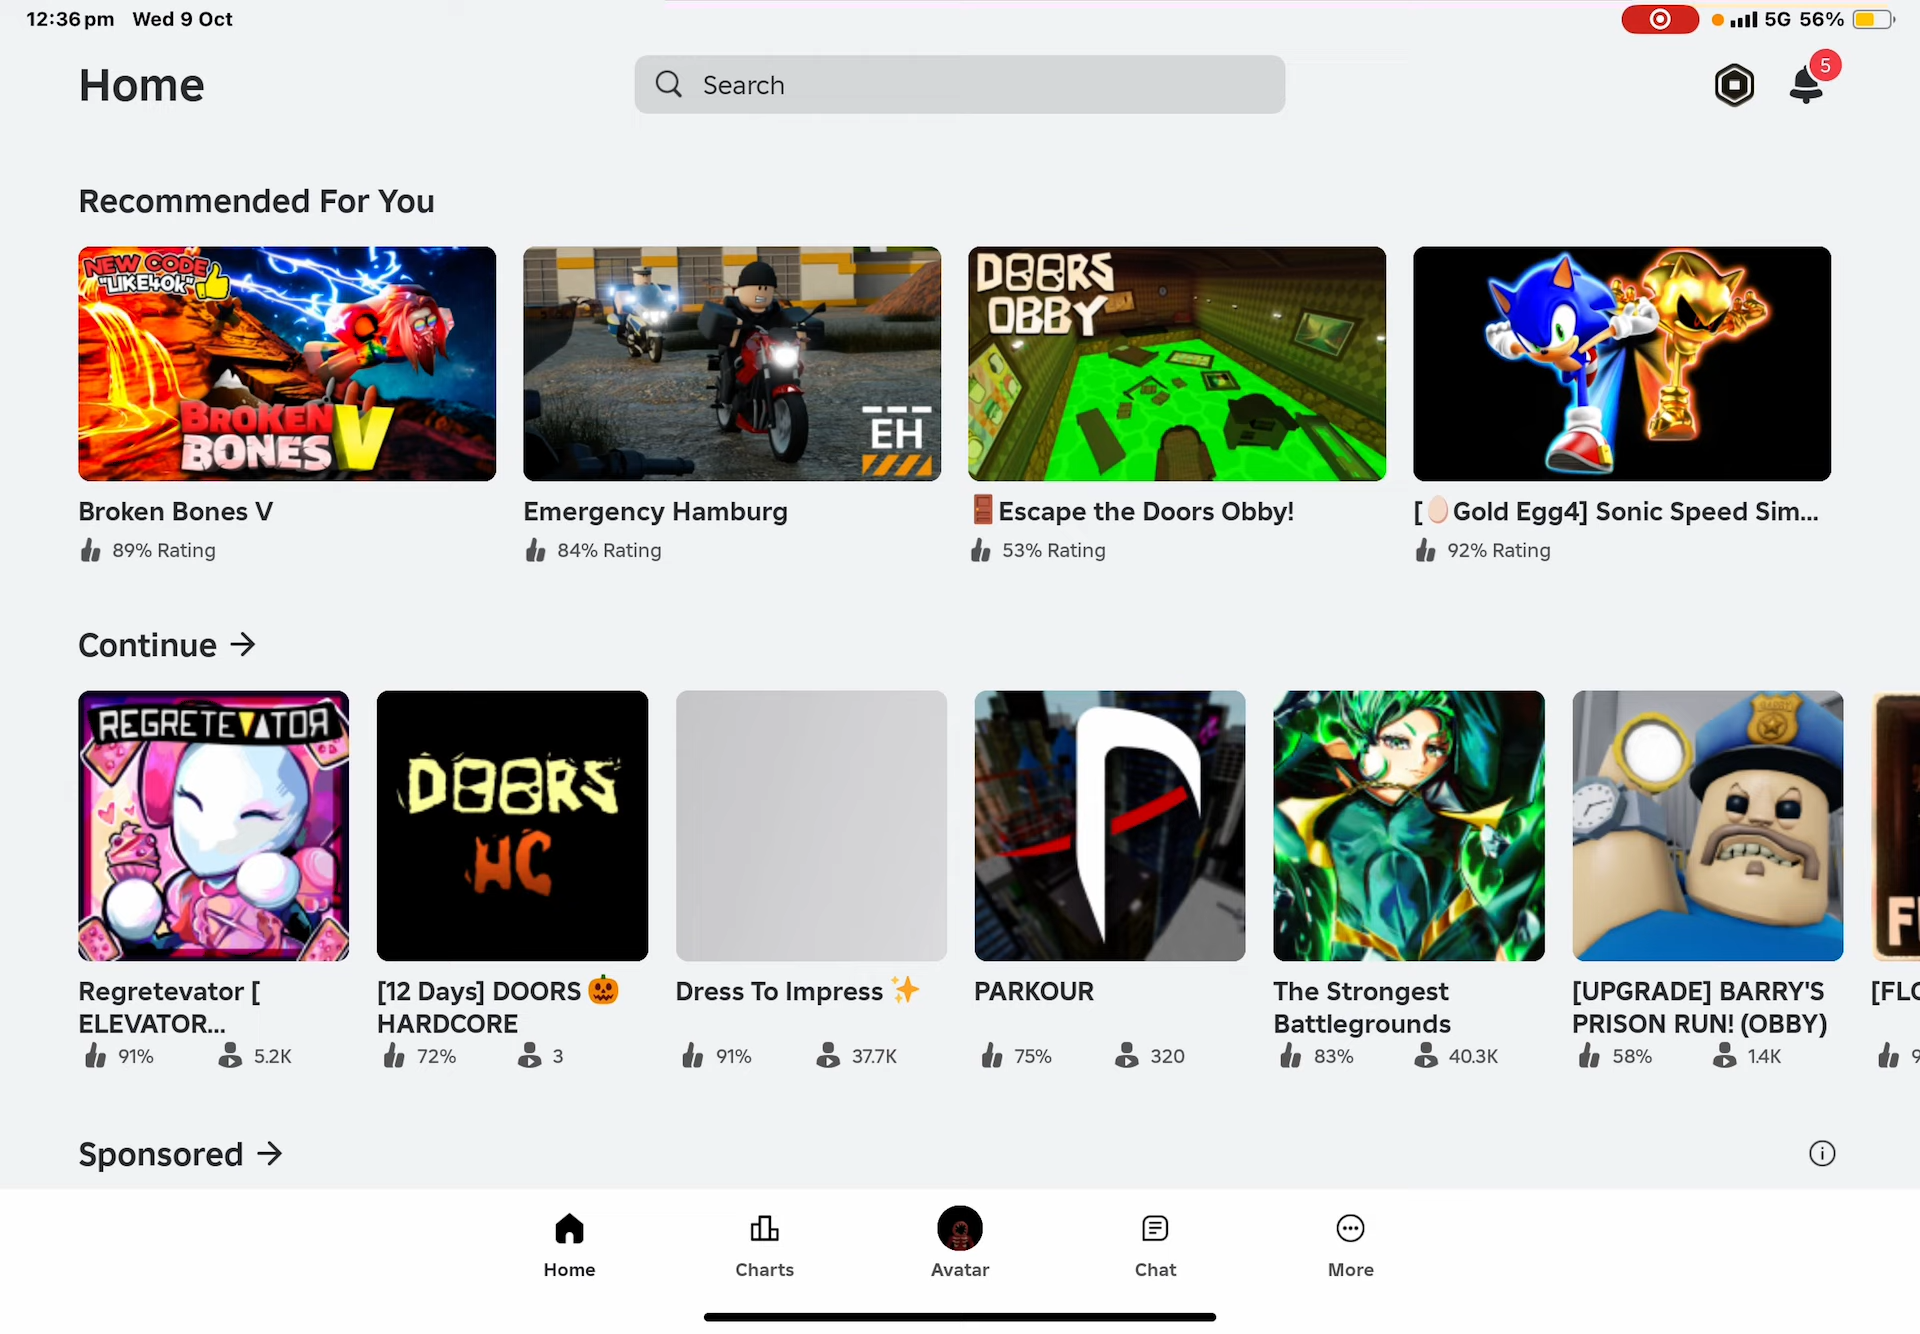 12:36 pm Wed 9 Oct
5G 56%
Home
Search
5
Recommended For You
NEW CODE
"LIKE40K"
BROKEN
BONES V
EH
DOORS
OBBY
Broken Bones V
Emergency Hamburg
🚪Escape the Doors Obby!
[🥚Gold Egg4] Sonic Speed Sim...
89% Rating
84% Rating
53% Rating
92% Rating
Continue →
REGRETEVATOR
DOORS
HC
Regretevator [
ELEVATOR...
[12 Days] DOORS 🎃
HARDCORE
Dress To Impress ✨
PARKOUR
The Strongest
Battlegrounds
[UPGRADE] BARRY'S
PRISON RUN! (OBBY)
91% 5.2K
72% 3
91% 37.7K
75% 320
83% 40.3K
58% 1.4K
Sponsored →
Home
Charts
Avatar
Chat
More